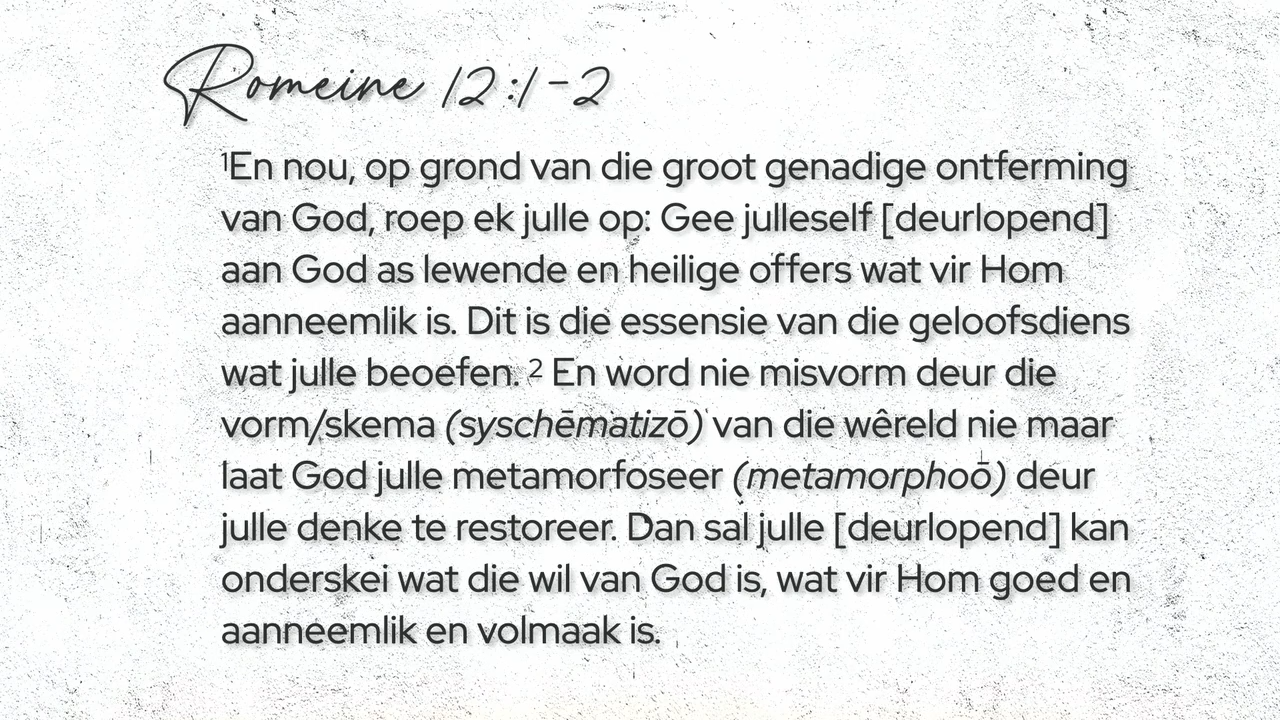 Romeine 12:1-2
¹En nou, op grond van die groot genadige ontferming
van God, roep ek julle op: Gee julleself [deurlopend]
aan God as lewende en heilige offers wat vir Hom
aanneemlik is. Dit is die essensie van die geloofsdiens
wat julle beoefen. ² En word nie misvorm deur die
vorm/skema (syschēmatizō) van die wêreld nie maar
laat God julle metamorfoseer (metamorphoō) deur
julle denke te restoreer. Dan sal julle [deurlopend] kan
onderskei wat die wil van God is, wat vir Hom goed en
aanneemlik en volmaak is.